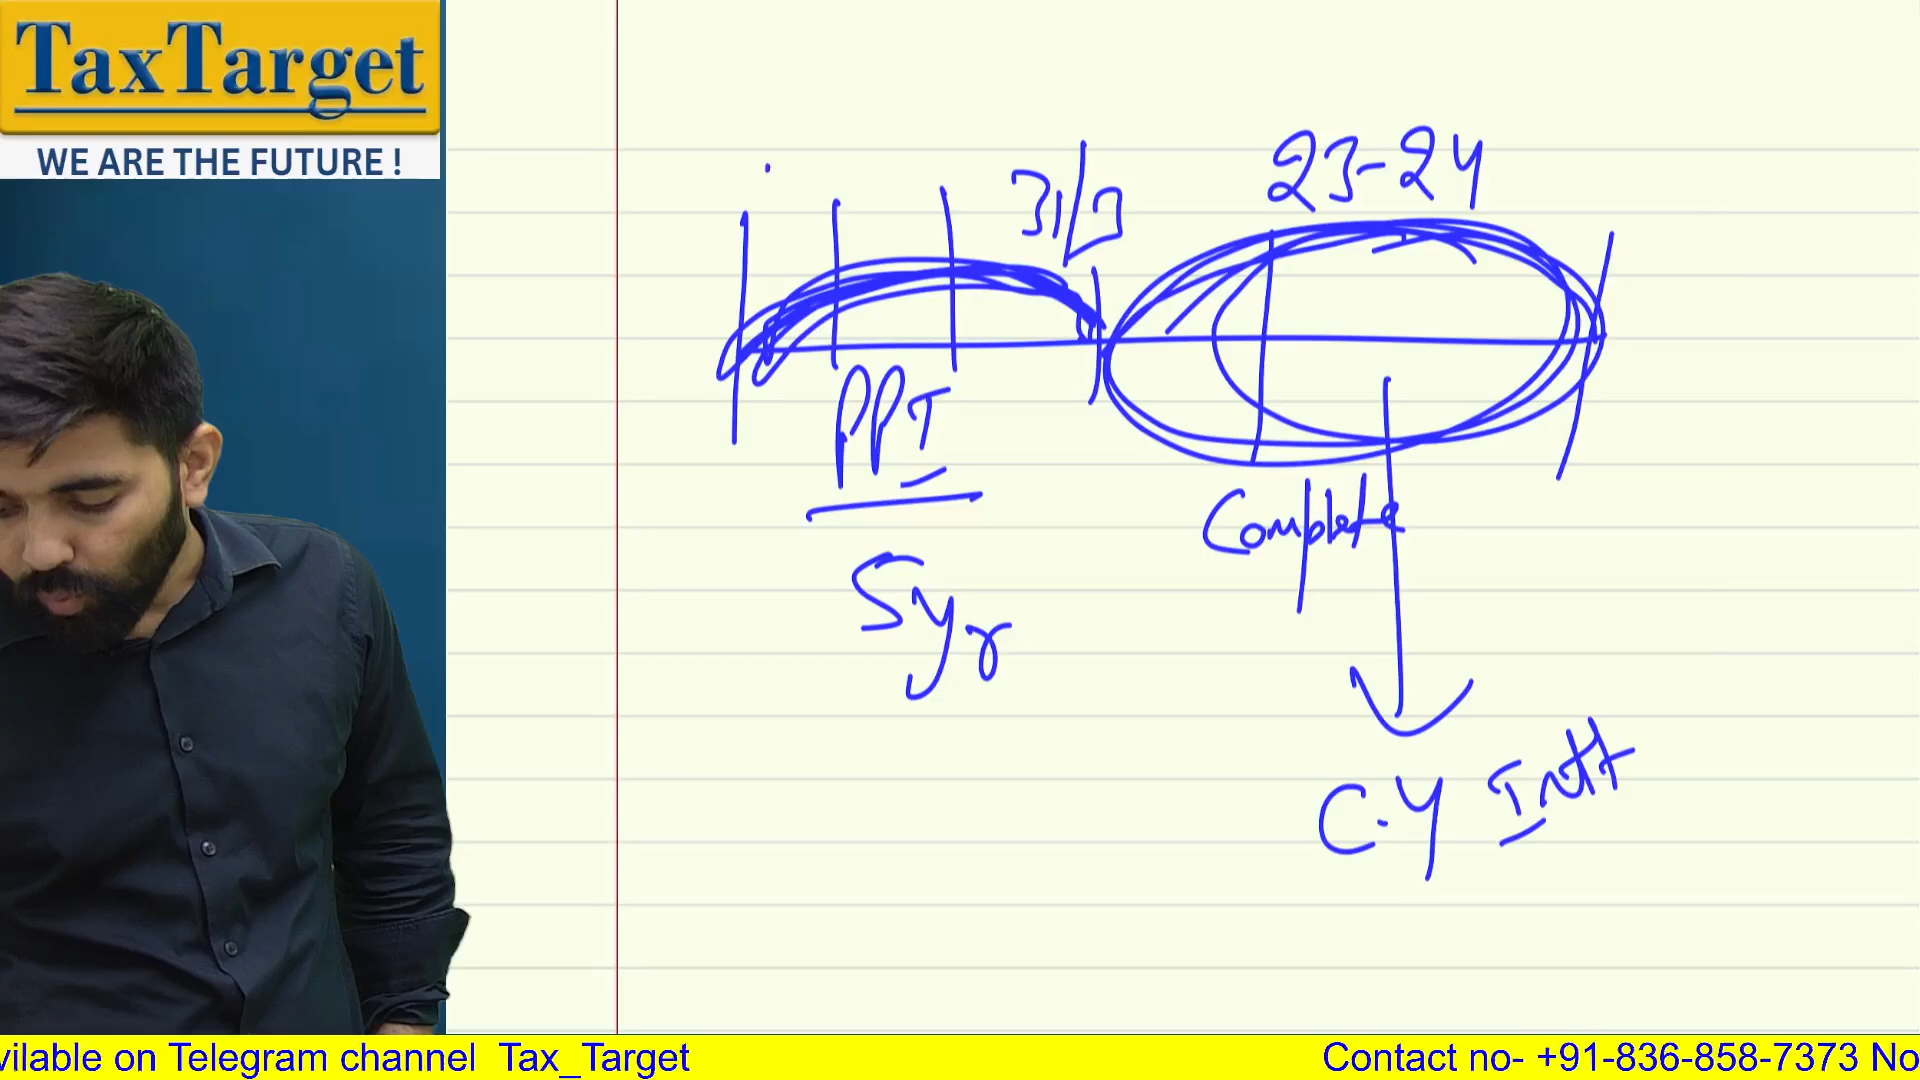 TaxTarget
WE ARE THE FUTURE !
31/3
23-24
PPT
Complete
5yr
C.Y Intt
vilable on Telegram channel Tax_Target
Contact no- +91-836-858-7373 No